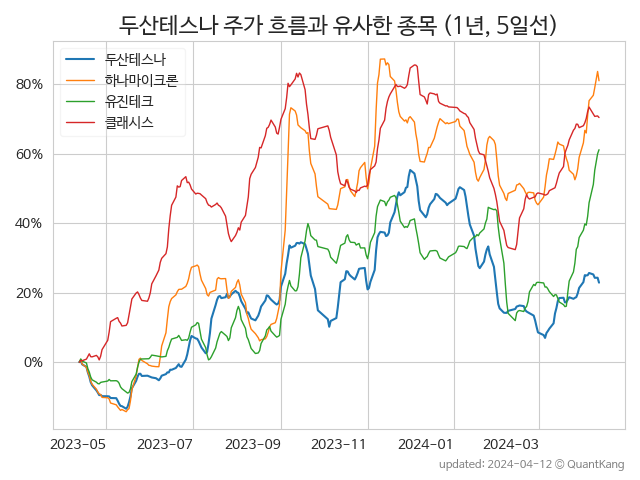 두산테스나 주가 흐름과 유사한 종목 (1년, 5일선)
두산테스나
하나마이크론
유진테크
클래시스
80%
60%
40%
20%
0%
2023-05 2023-07 2023-09 2023-11 2024-01 2024-03
updated: 2024-04-12 © QuantKang